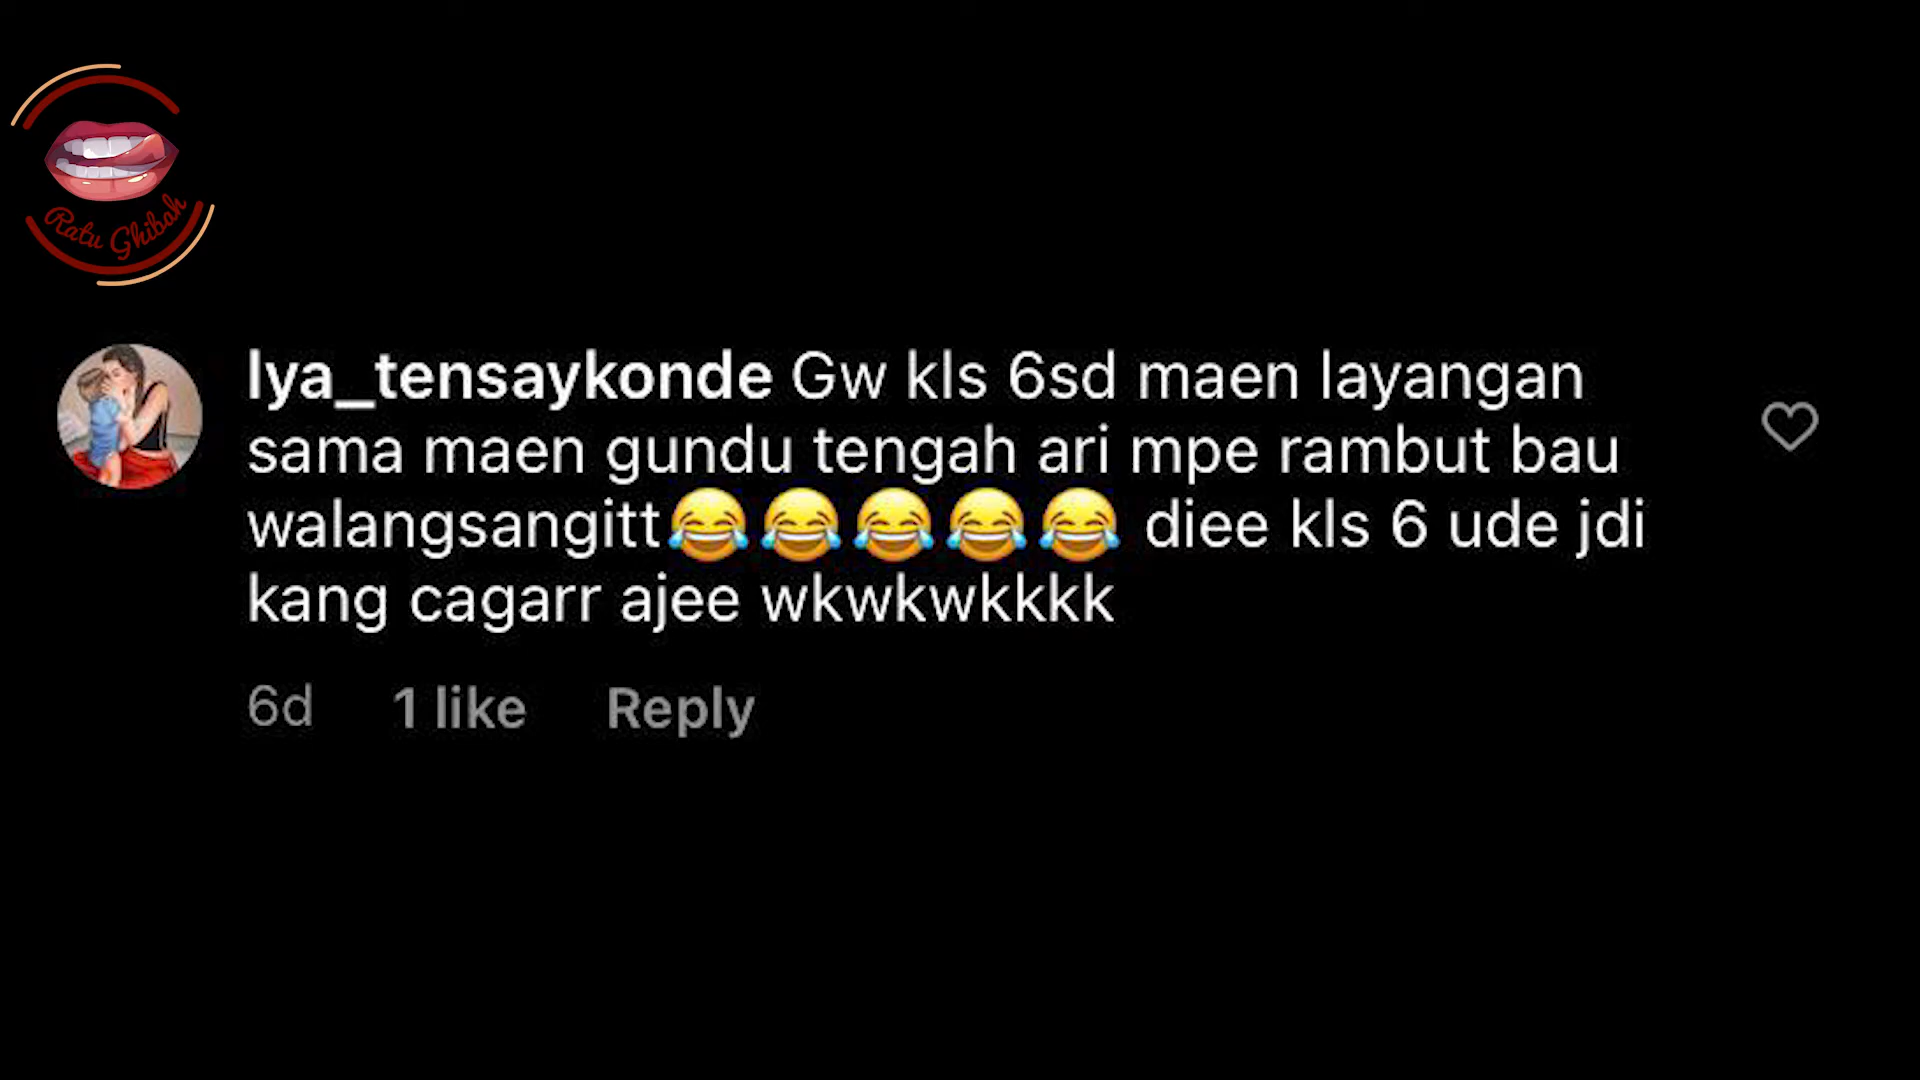 Ratu Ghibah
lya_tensaykonde Gw kls 6sd maen layangan
sama maen gundu tengah ari mpe rambut bau
walangsangitt😂😂😂😂😂 diee kls 6 ude jdi
kang cagarr ajee wkwkwkkkk
6d 1 like Reply